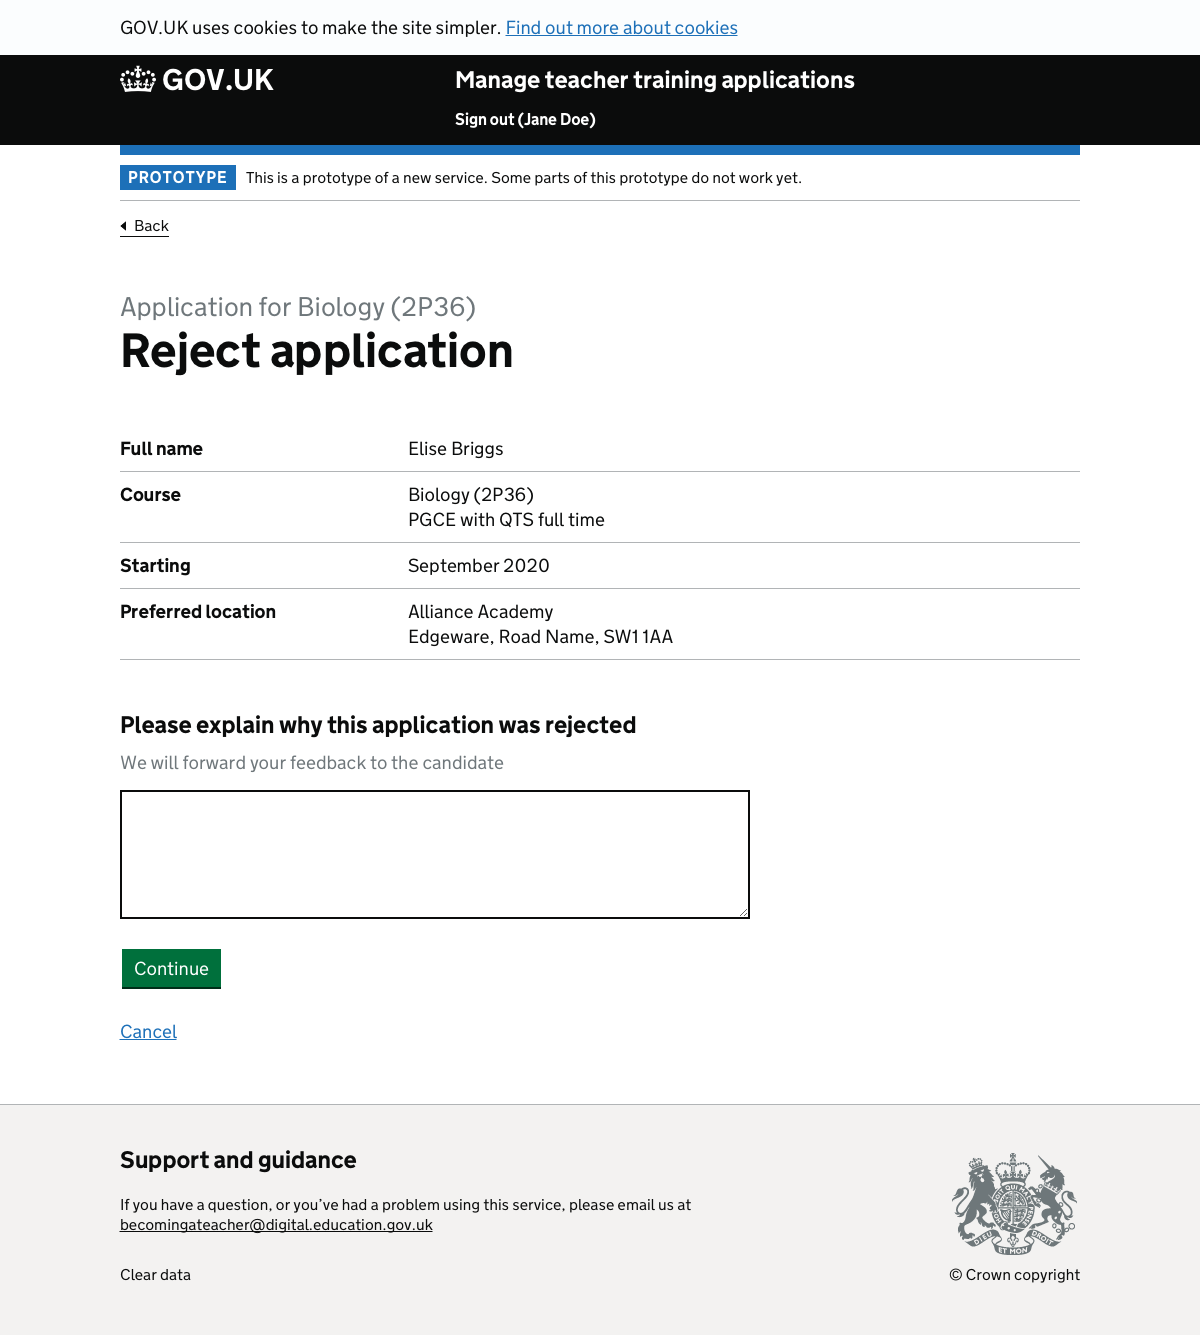 GOV.UK uses cookies to make the site simpler. Find out more about cookies
GOV.UK
Manage teacher training applications
Sign out (Jane Doe)
PROTOTYPE This is a prototype of a new service. Some parts of this prototype do not work yet.
Back
Application for Biology (2P36)
Reject application
Full name Elise Briggs
Course Biology (2P36)
PGCE with QTS full time
Starting September 2020
Preferred location Alliance Academy
Edgeware, Road Name, SW1 1AA
Please explain why this application was rejected
We will forward your feedback to the candidate
Continue
Cancel
Support and guidance
If you have a question, or you’ve had a problem using this service, please email us at
becomingateacher@digital.education.gov.uk
Clear data
DIEU ET MON DROIT
© Crown copyright